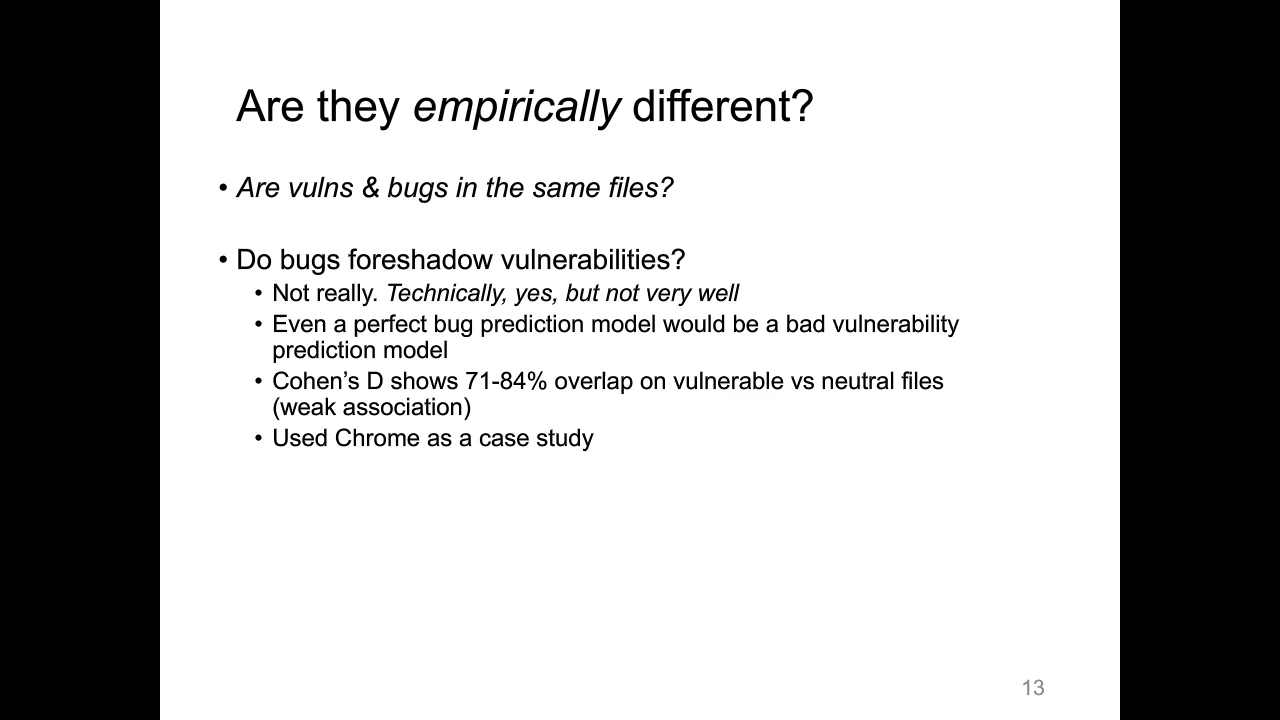 Are they empirically different?
• Are vulns & bugs in the same files?
• Do bugs foreshadow vulnerabilities?
• Not really. Technically, yes, but not very well
• Even a perfect bug prediction model would be a bad vulnerability
prediction model
• Cohen’s D shows 71-84% overlap on vulnerable vs neutral files
(weak association)
• Used Chrome as a case study
13